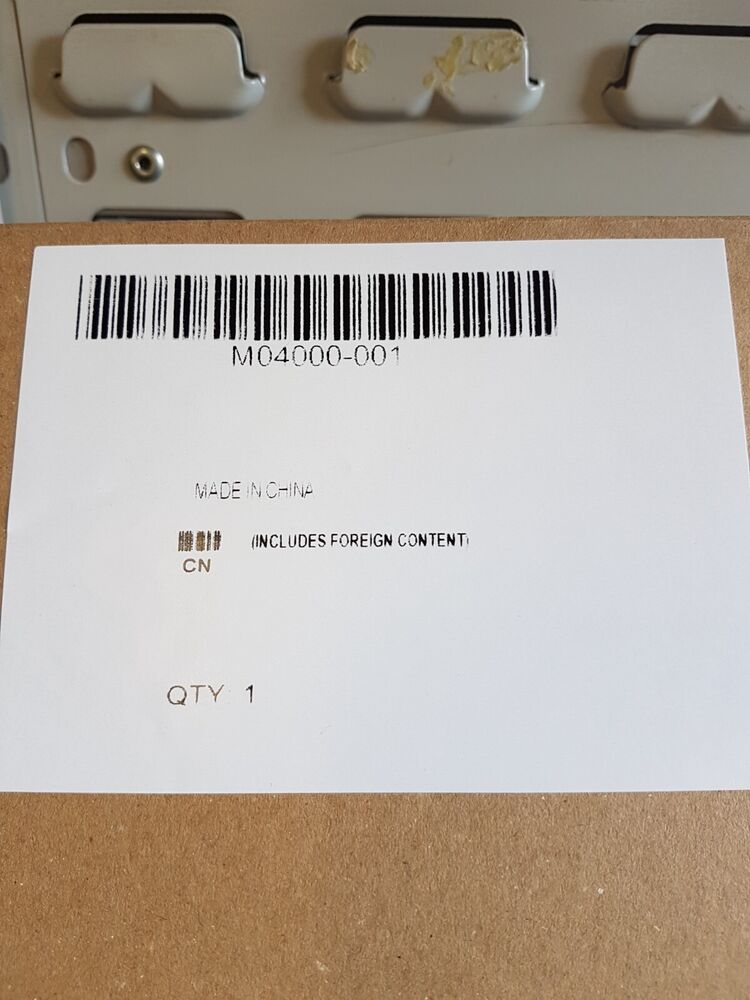 M04000-001
MADE IN CHINA
(INCLUDES FOREIGN CONTENT)
CN
QTY: 1